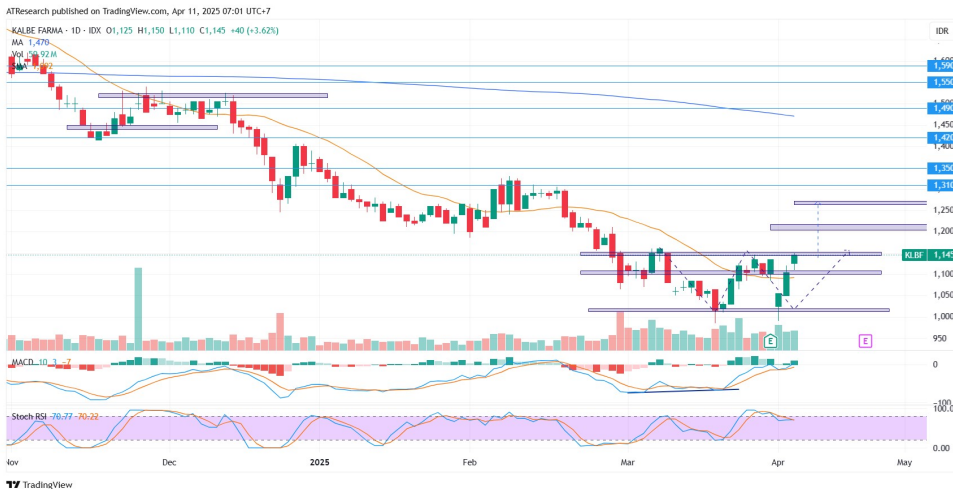 ATResearch published on TradingView.com, Apr 11, 2025 07:01 UTC+7
KALBE FARMA · 1D · IDX O1,125 H1,150 L1,110 C1,145 +40 (+3.62%)
IDR
MA 1,470
Vol
1,590
1,550
1,490
1,450
1,420
1,400
1,350
1,310
1,250
1,200
KLBF 1,145
1,100
1,050
1,000
950
E E
MACD 10 3 −7
0
−100
Stoch RSI 70.77 70.22
100.0
0.00
Nov Dec 2025 Feb Mar Apr May
TradingView